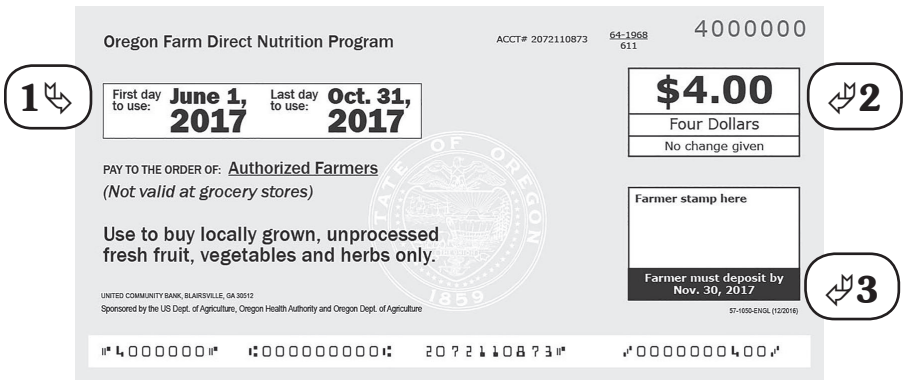 Oregon Farm Direct Nutrition Program
ACCT# 2072110873
64-1968
611
4000000
1
First day to use:
June 1, 2017
Last day to use:
Oct. 31, 2017
$4.00
Four Dollars
No change given
2
PAY TO THE ORDER OF: Authorized Farmers
(Not valid at grocery stores)
STATE OF OREGON
1859
Use to buy locally grown, unprocessed
fresh fruit, vegetables and herbs only.
Farmer stamp here
Farmer must deposit by
Nov. 30, 2017
3
UNITED COMMUNITY BANK, BLAIRSVILLE, GA 30512
Sponsored by the US Dept. of Agriculture, Oregon Health Authority and Oregon Dept. of Agriculture
57-1050-ENGL (12/2016)
⑈4000000⑈ ⑆000000000⑆ 2072110873⑈ ⑇0000000400⑇